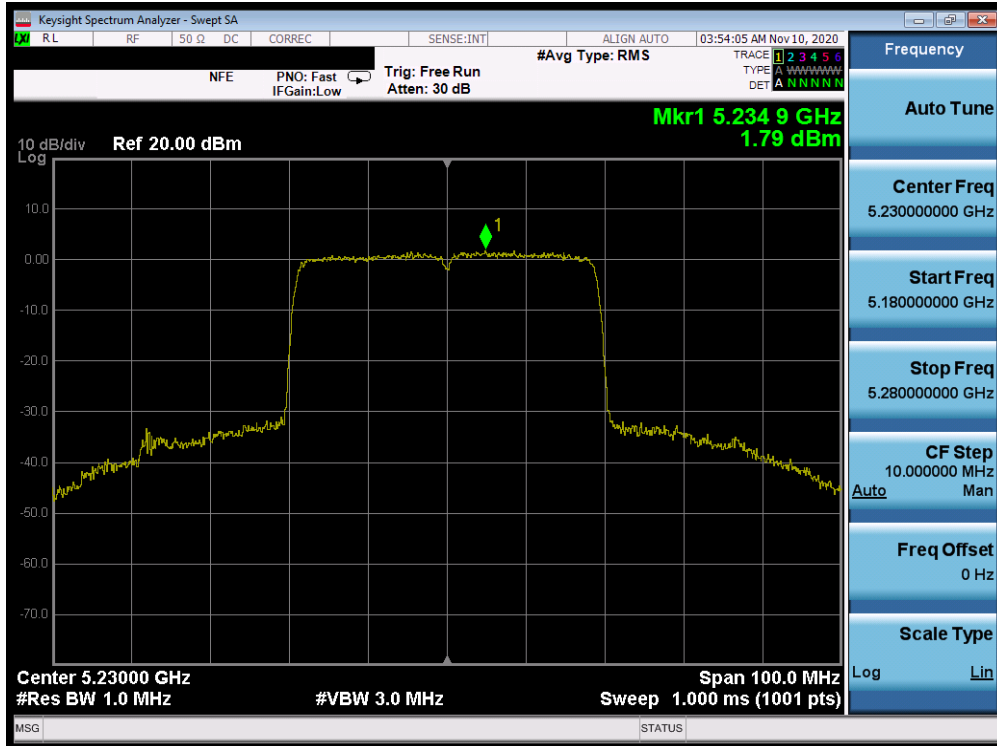 Keysight Spectrum Analyzer - Swept SA
LXI RL RF 50 Ω DC CORREC SENSE:INT ALIGN AUTO 03:54:05 AM Nov 10, 2020
NFE PNO: Fast Trig: Free Run #Avg Type: RMS TRACE 1 2 3 4 5 6
IFGain:Low Atten: 30 dB TYPE A WWWWW
DET A N N N N N
Mkr1 5.234 9 GHz
1.79 dBm
10 dB/div Ref 20.00 dBm
Log
10.0
1
0.00
-10.0
-20.0
-30.0
-40.0
-50.0
-60.0
-70.0
Center 5.23000 GHz Span 100.0 MHz
#Res BW 1.0 MHz #VBW 3.0 MHz Sweep 1.000 ms (1001 pts)
MSG STATUS
Frequency
Auto Tune
Center Freq
5.230000000 GHz
Start Freq
5.180000000 GHz
Stop Freq
5.280000000 GHz
CF Step
10.000000 MHz
Auto Man
Freq Offset
0 Hz
Scale Type
Log Lin